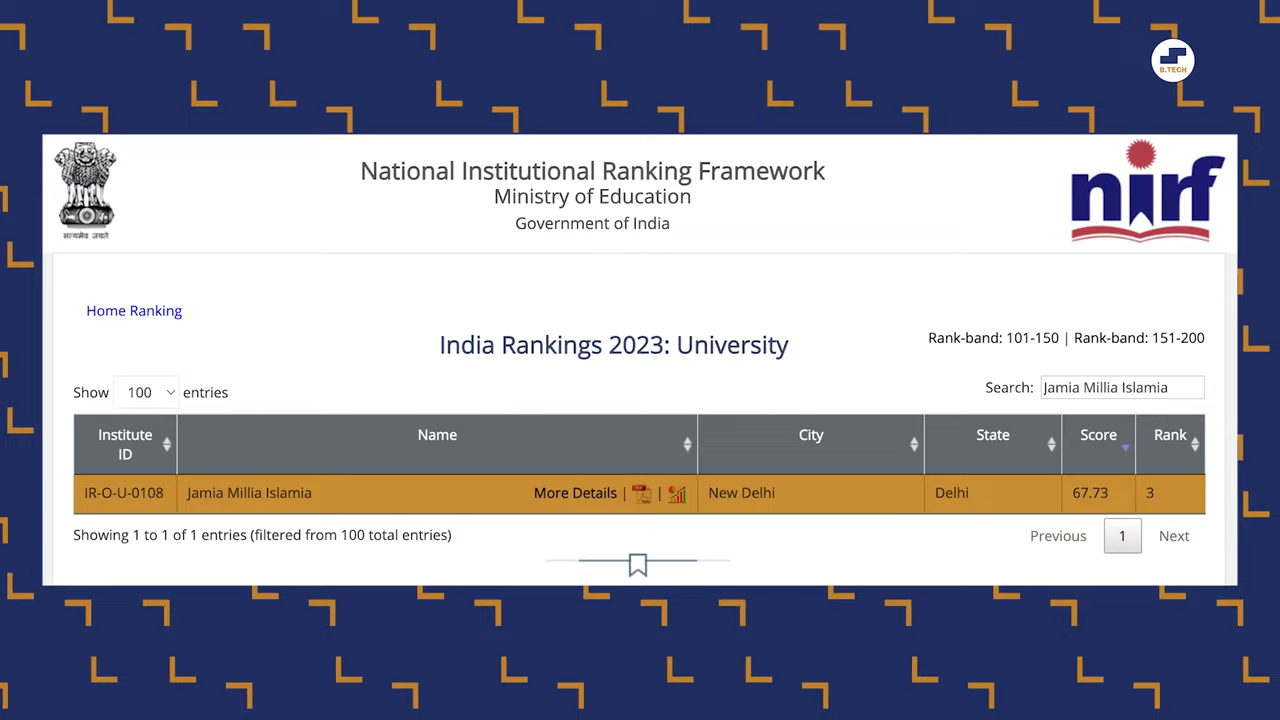 B.TECH
National Institutional Ranking Framework
Ministry of Education
Government of India
सत्यमेव जयते
nirf
Home Ranking
India Rankings 2023: University
Rank-band: 101-150 | Rank-band: 151-200
Show 100 entries
Search: Jamia Millia Islamia
Institute ID Name City State Score Rank
IR-O-U-0108 Jamia Millia Islamia More Details | | New Delhi Delhi 67.73 3
Showing 1 to 1 of 1 entries (filtered from 100 total entries)
Previous 1 Next